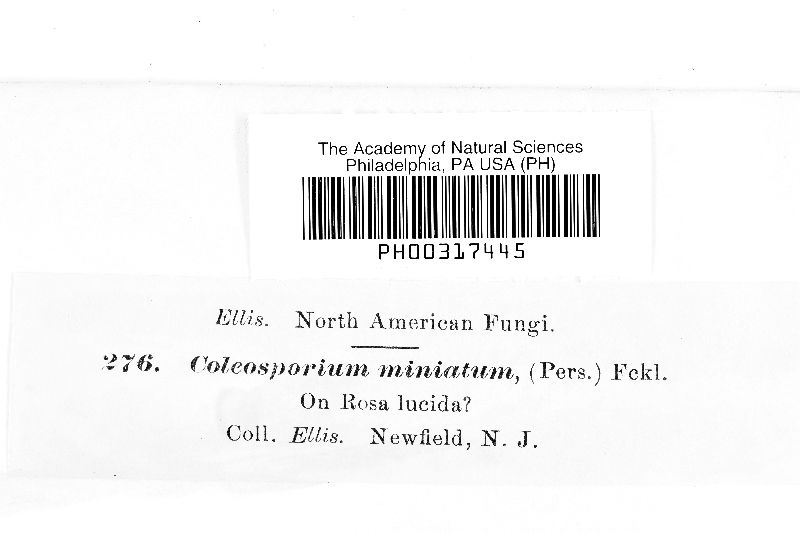 The Academy of Natural Sciences
Philadelphia, PA USA (PH)
PH00317445
Ellis. North American Fungi.
276. Coleosporium miniatum, (Pers.) Fckl.
On Rosa lucida?
Coll. Ellis. Newfield, N. J.